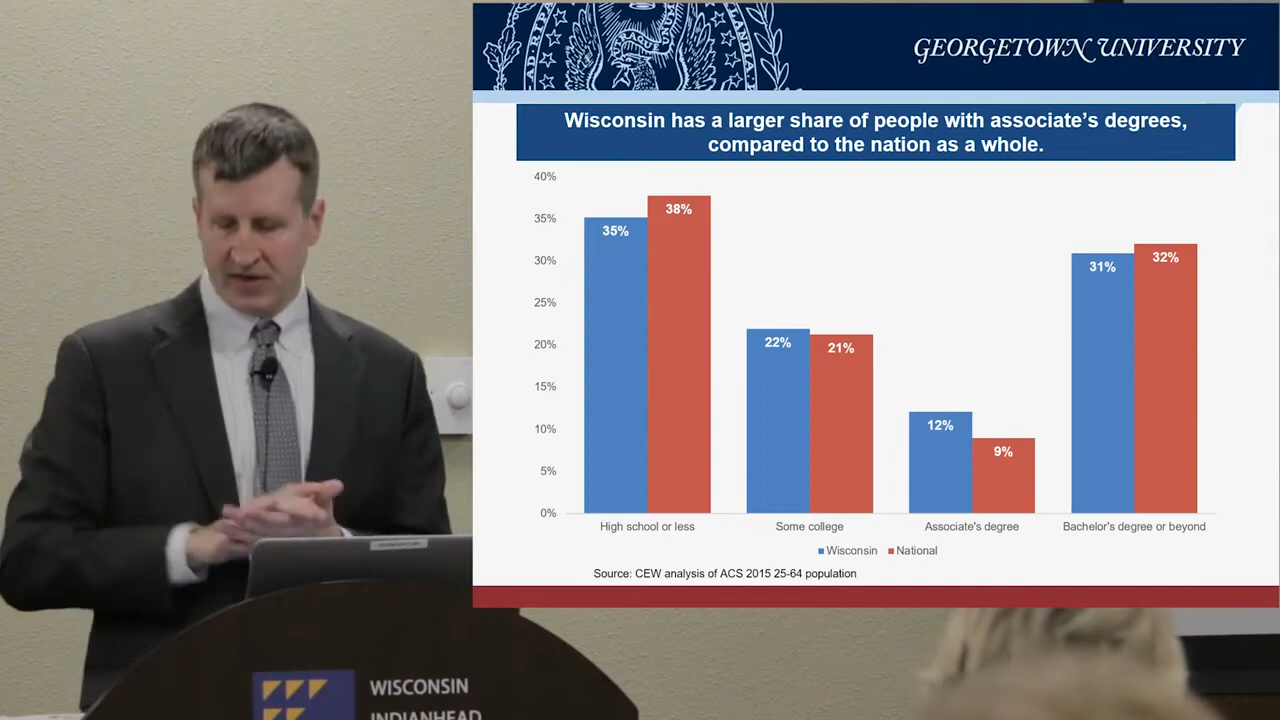 GEORGETOWN UNIVERSITY
Wisconsin has a larger share of people with associate's degrees,
compared to the nation as a whole.
40%
35%
30%
25%
20%
15%
10%
5%
0%
35%
38%
22%
21%
12%
9%
31%
32%
High school or less
Some college
Associate's degree
Bachelor's degree or beyond
Wisconsin
National
Source: CEW analysis of ACS 2015 25-64 population
WISCONSIN
INDIANHEAD